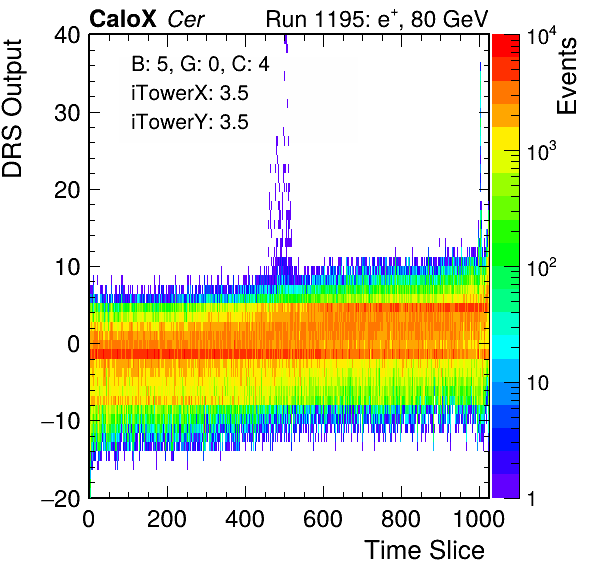 CaloX Cer Run 1195: e⁺, 80 GeV
B: 5, G: 0, C: 4
iTowerX: 3.5
iTowerY: 3.5
DRS Output
40
30
20
10
0
−10
−20
0 200 400 600 800 1000
Time Slice
10⁴
10³
10²
10
1
Events